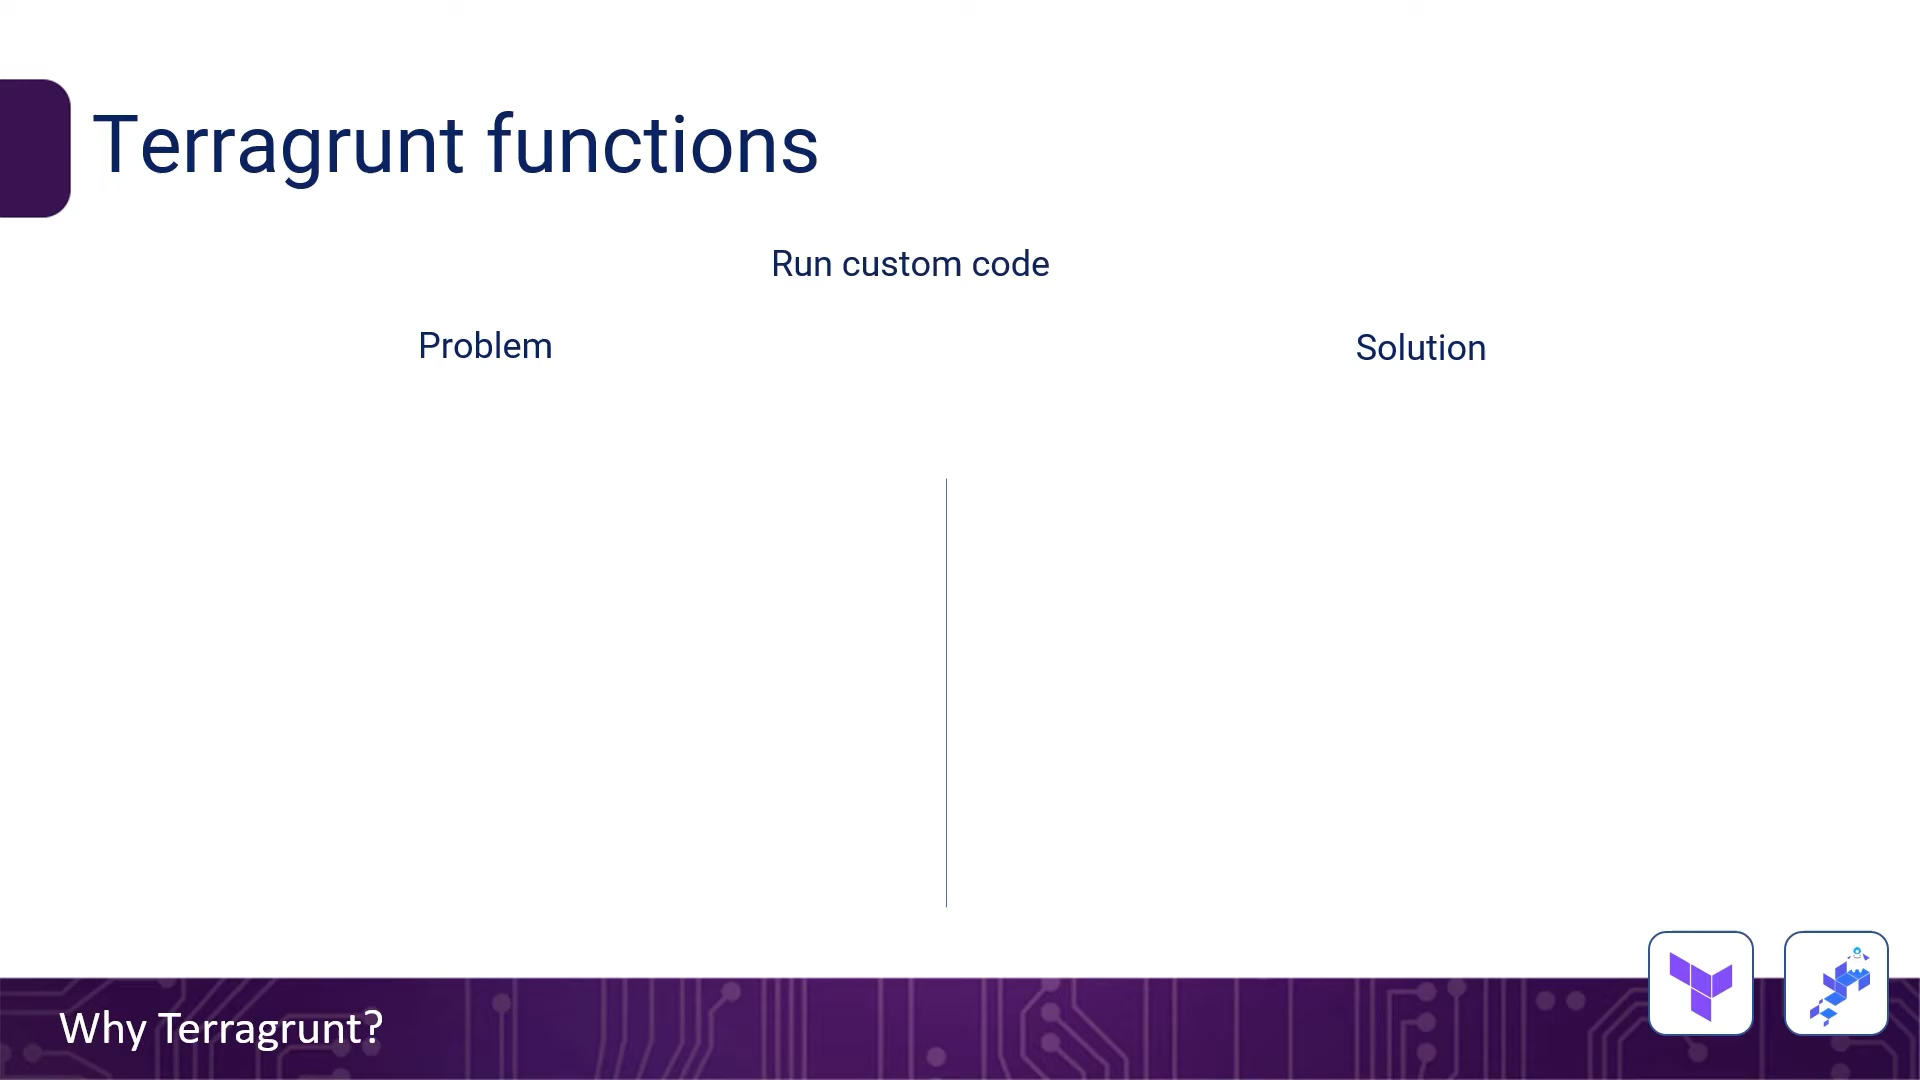 Terragrunt functions
Run custom code
Problem
Solution
Why Terragrunt?